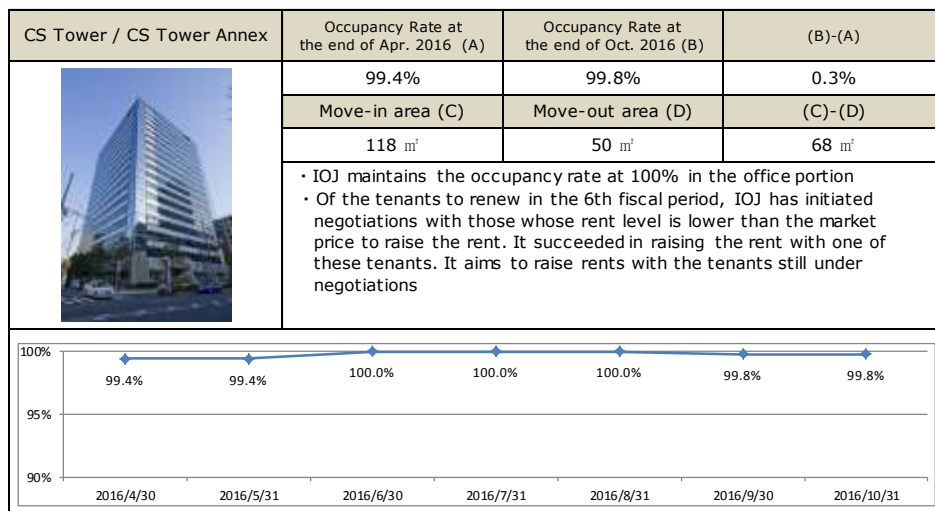 CS Tower / CS Tower Annex
Occupancy Rate at
the end of Apr. 2016 (A)
Occupancy Rate at
the end of Oct. 2016 (B)
(B)-(A)
99.4%
99.8%
0.3%
Move-in area (C)
Move-out area (D)
(C)-(D)
118 ㎡
50 ㎡
68 ㎡
・IOJ maintains the occupancy rate at 100% in the office portion
・Of the tenants to renew in the 6th fiscal period, IOJ has initiated
negotiations with those whose rent level is lower than the market
price to raise the rent. It succeeded in raising the rent with one of
these tenants. It aims to raise rents with the tenants still under
negotiations
100%
95%
90%
99.4%
99.4%
100.0%
100.0%
100.0%
99.8%
99.8%
2016/4/30
2016/5/31
2016/6/30
2016/7/31
2016/8/31
2016/9/30
2016/10/31